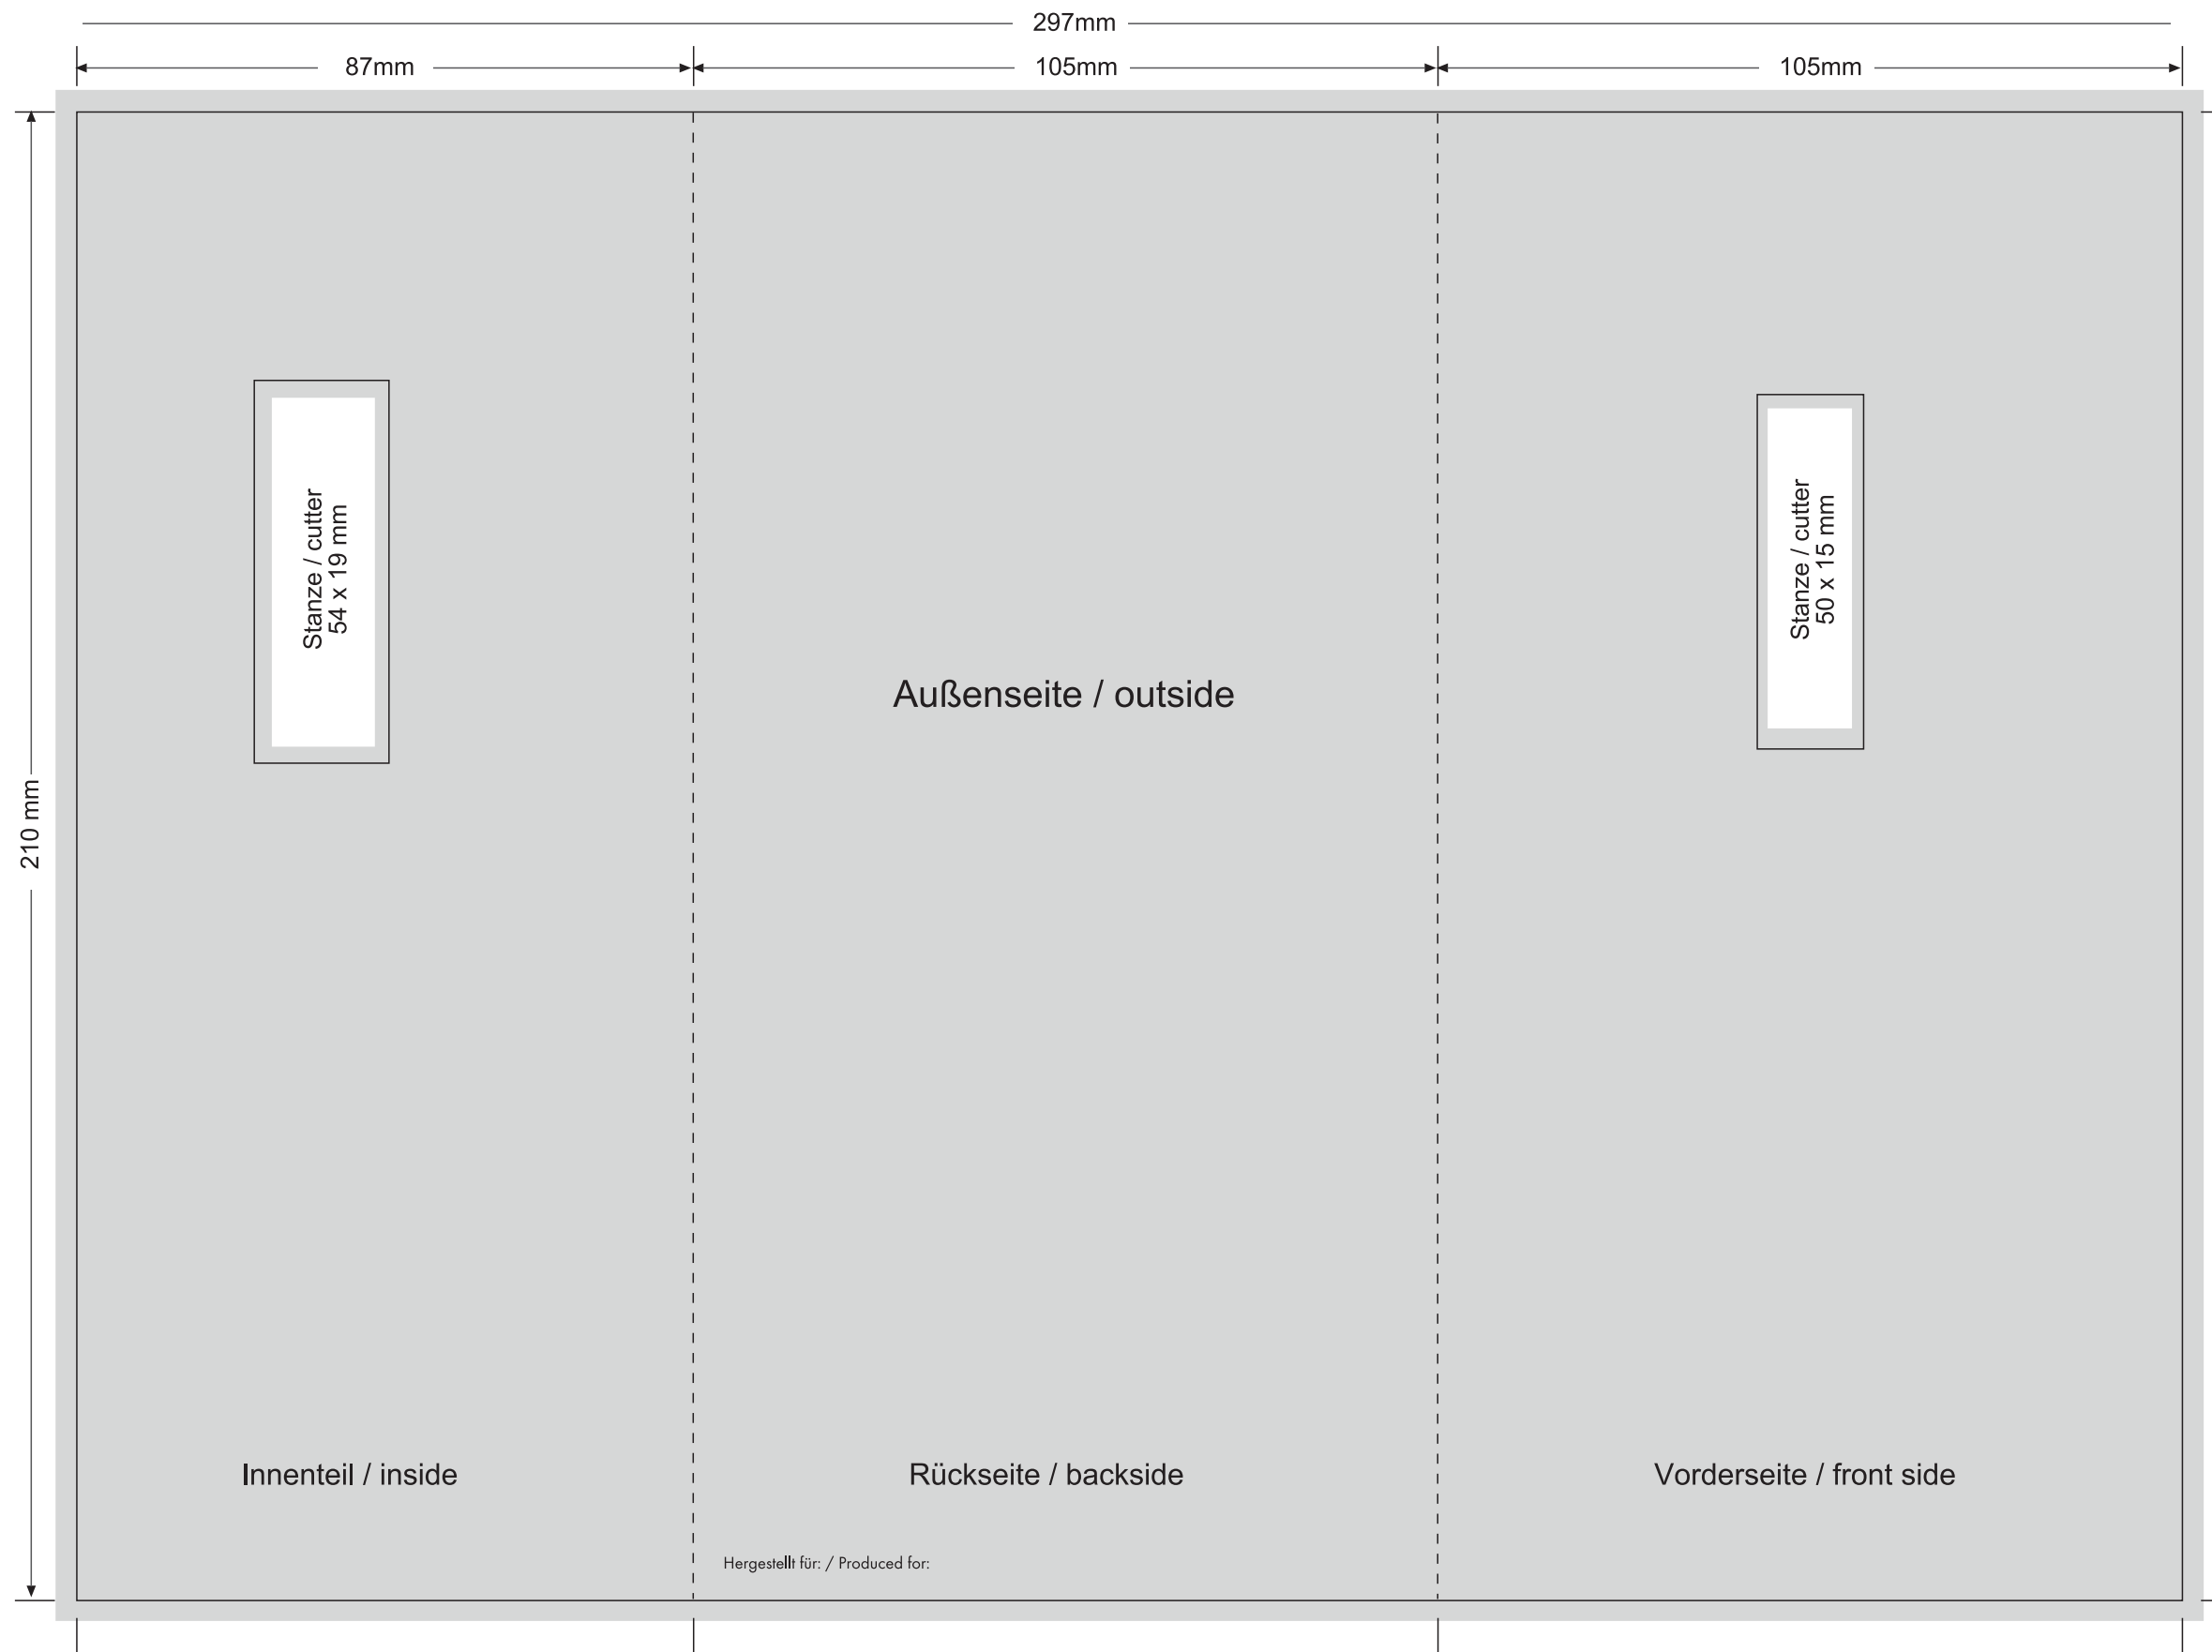 297mm
87mm
105mm
105mm
210 mm
Stanze / cutter
54 x 19 mm
Stanze / cutter
50 x 15 mm
Außenseite / outside
Innenteil / inside
Rückseite / backside
Vorderseite / front side
Hergestellt für: / Produced for: